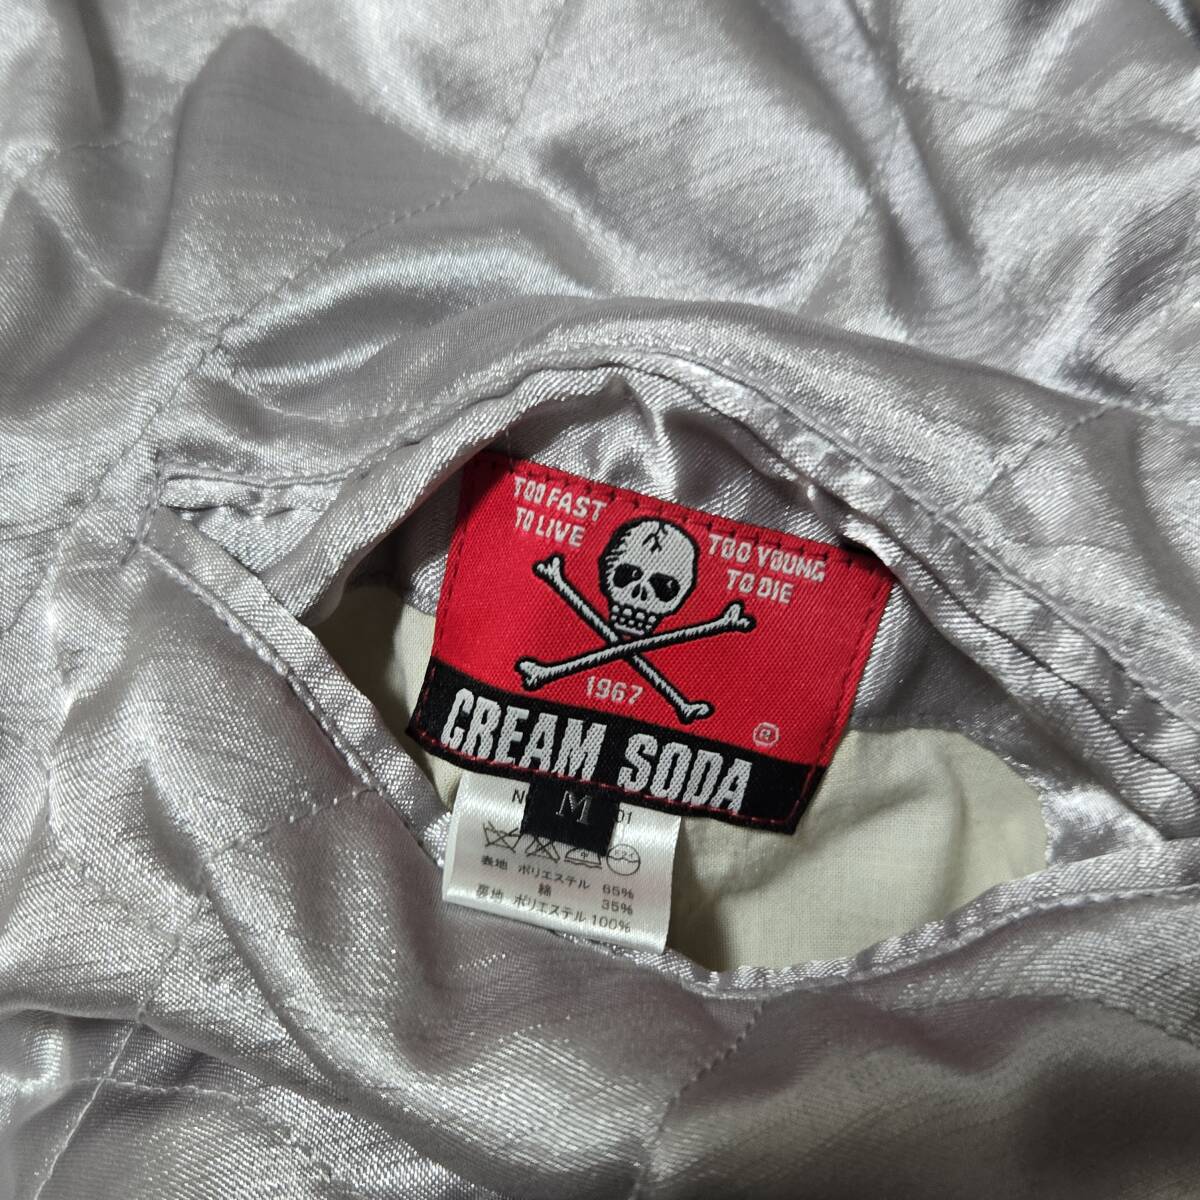 TOO FAST
TO LIVE
TOO YOUNG
TO DIE
1967
®
CREAM SODA
M
表地 ポリエステル 65%
綿 35%
裏地 ポリエステル 100%